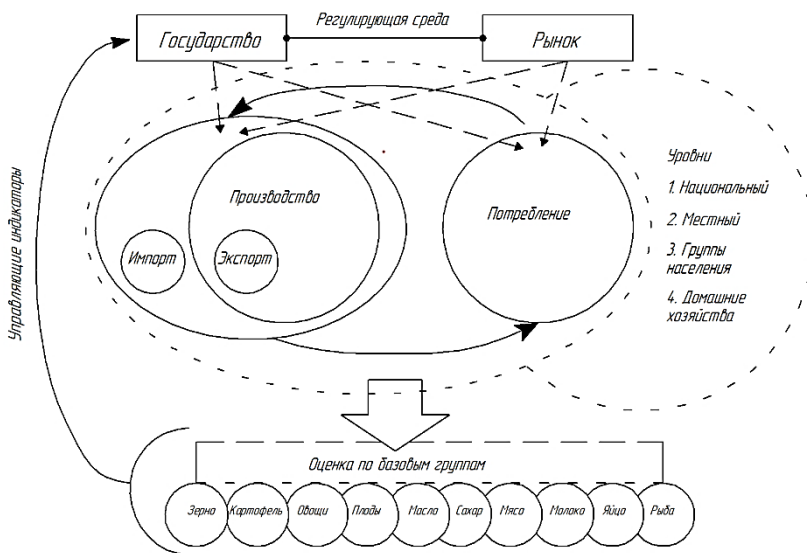 Регулирующая среда
Государство
Рынок
Управляющие индикаторы
Производство
Потребление
Импорт
Экспорт
Уровни
1. Национальный
2. Местный
3. Группы
населения
4. Домашние
хозяйства
Оценка по базовым группам
Зерно
Картофель
Овощи
Плоды
Масло
Сахар
Мясо
Молоко
Яйцо
Рыба